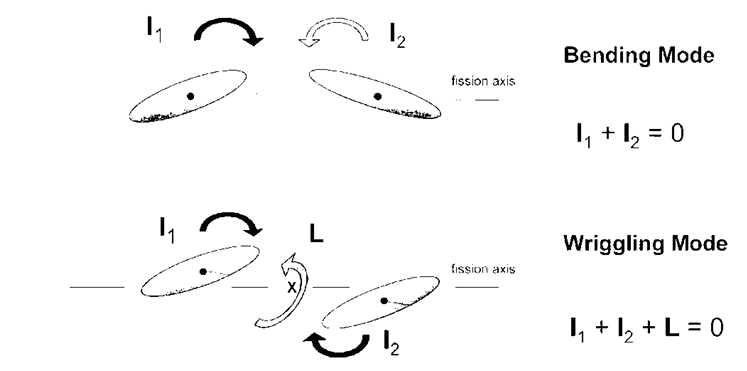 I₁ I₂
Bending Mode
fission axis
I₁ + I₂ = 0
I₁ L
Wriggling Mode
fission axis
x
I₂
I₁ + I₂ + L = 0